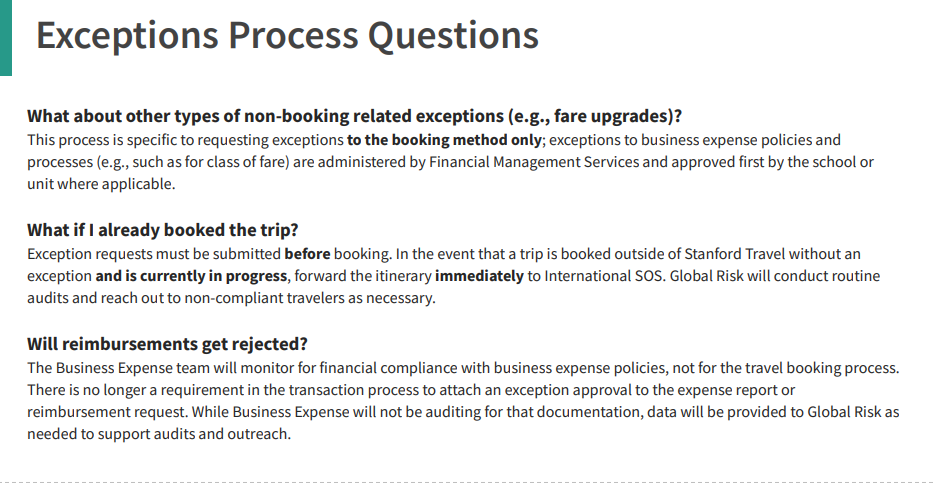 Exceptions Process Questions
What about other types of non-booking related exceptions (e.g., fare upgrades)?
This process is specific to requesting exceptions to the booking method only; exceptions to business expense policies and
processes (e.g., such as for class of fare) are administered by Financial Management Services and approved first by the school or
unit where applicable.
What if I already booked the trip?
Exception requests must be submitted before booking. In the event that a trip is booked outside of Stanford Travel without an
exception and is currently in progress, forward the itinerary immediately to International SOS. Global Risk will conduct routine
audits and reach out to non-compliant travelers as necessary.
Will reimbursements get rejected?
The Business Expense team will monitor for financial compliance with business expense policies, not for the travel booking process.
There is no longer a requirement in the transaction process to attach an exception approval to the expense report or
reimbursement request. While Business Expense will not be auditing for that documentation, data will be provided to Global Risk as
needed to support audits and outreach.